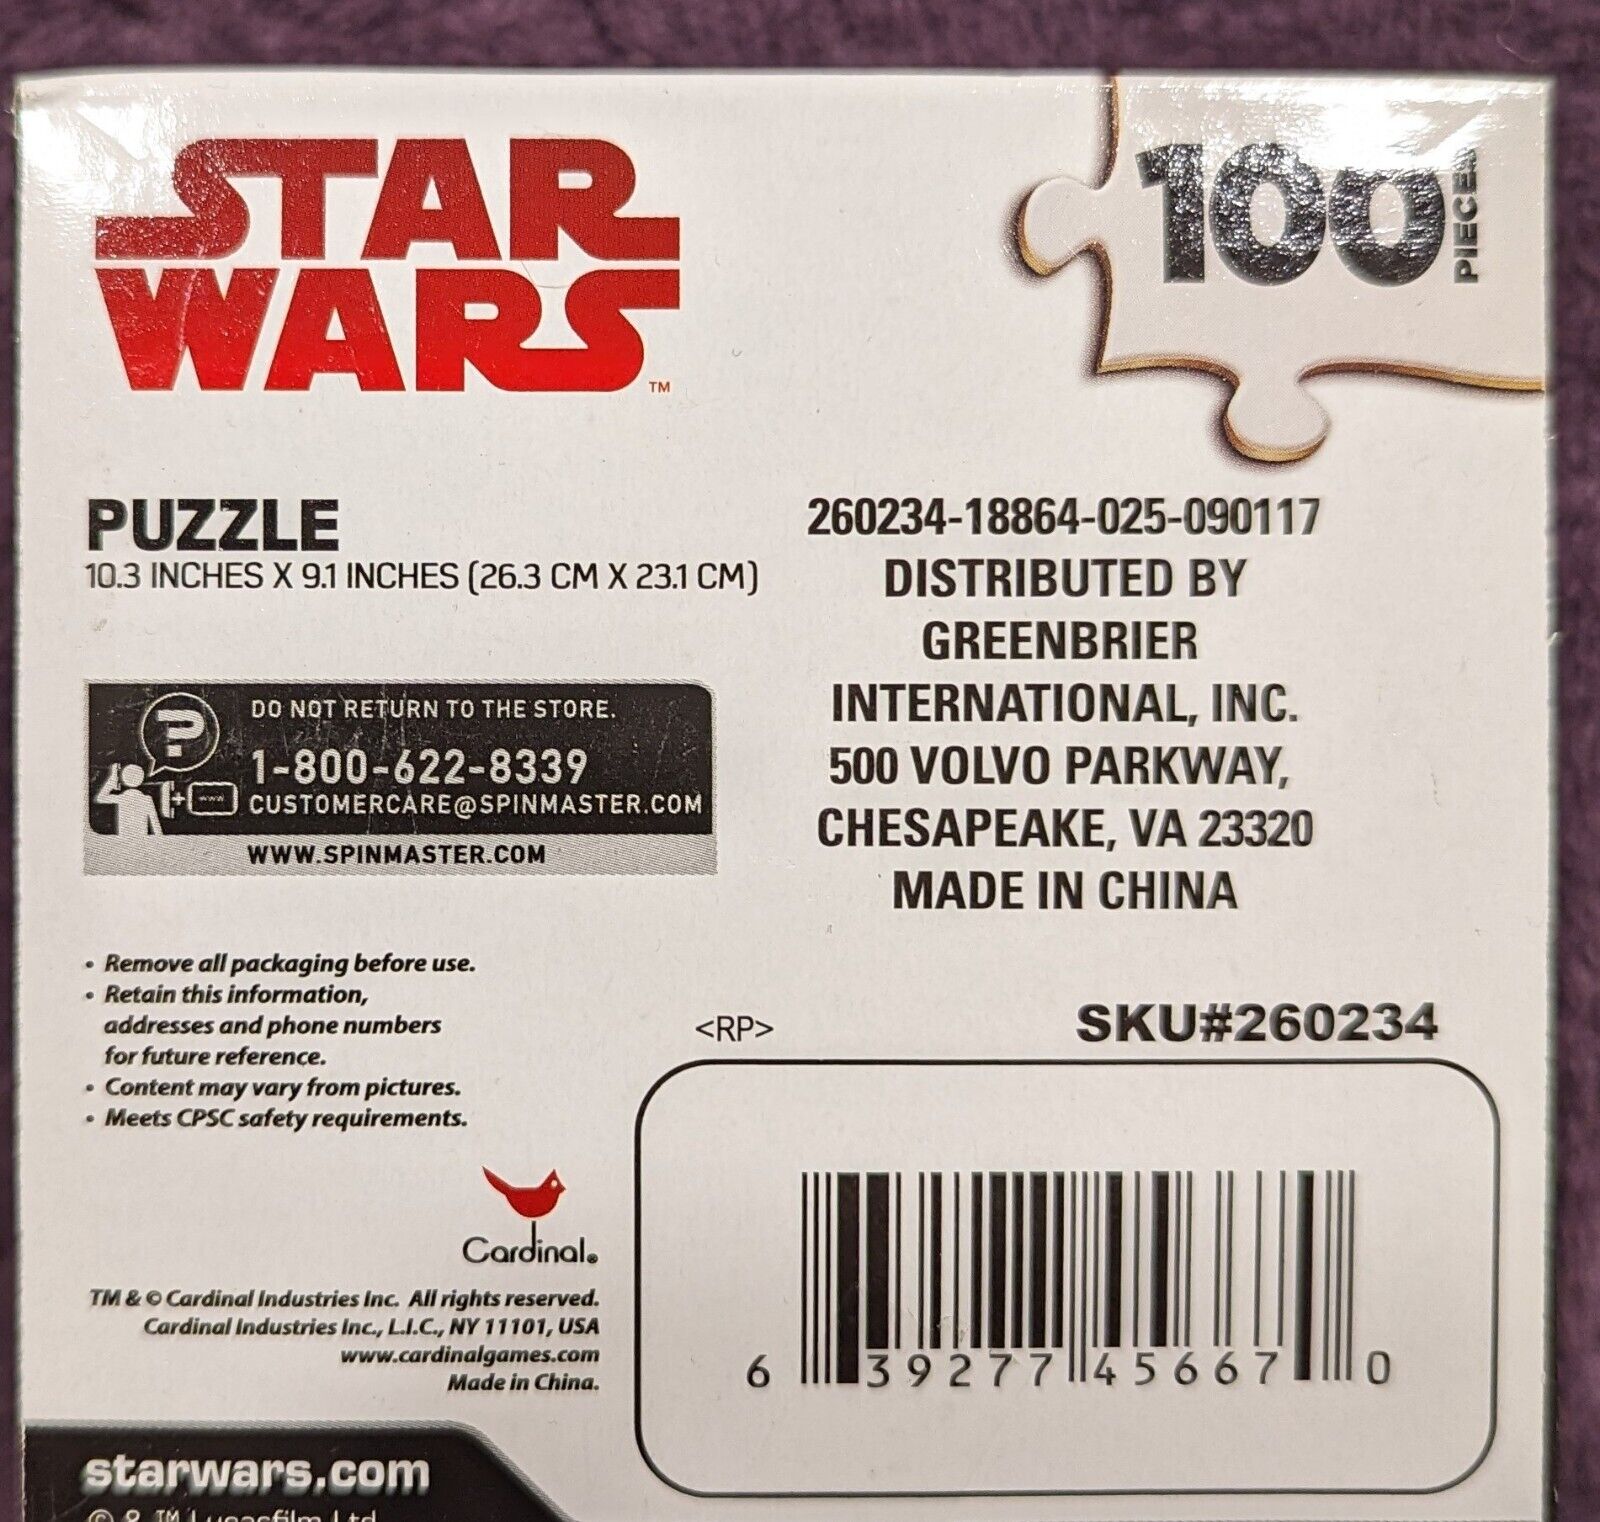 STAR
WARS™
100
PIECES
PUZZLE
10.3 INCHES X 9.1 INCHES (26.3 CM X 23.1 CM)
?
DO NOT RETURN TO THE STORE.
1-800-622-8339
+ www
CUSTOMERCARE@SPINMASTER.COM
WWW.SPINMASTER.COM
260234-18864-025-090117
DISTRIBUTED BY
GREENBRIER
INTERNATIONAL, INC.
500 VOLVO PARKWAY,
CHESAPEAKE, VA 23320
MADE IN CHINA
• Remove all packaging before use.
• Retain this information,
addresses and phone numbers
for future reference.
• Content may vary from pictures.
• Meets CPSC safety requirements.
<RP>
SKU#260234
Cardinal®
TM & © Cardinal Industries Inc. All rights reserved.
Cardinal Industries Inc., L.I.C., NY 11101, USA
www.cardinalgames.com
Made in China.
6 39277 45667 0
starwars.com
© & ™ Lucasfilm Ltd.